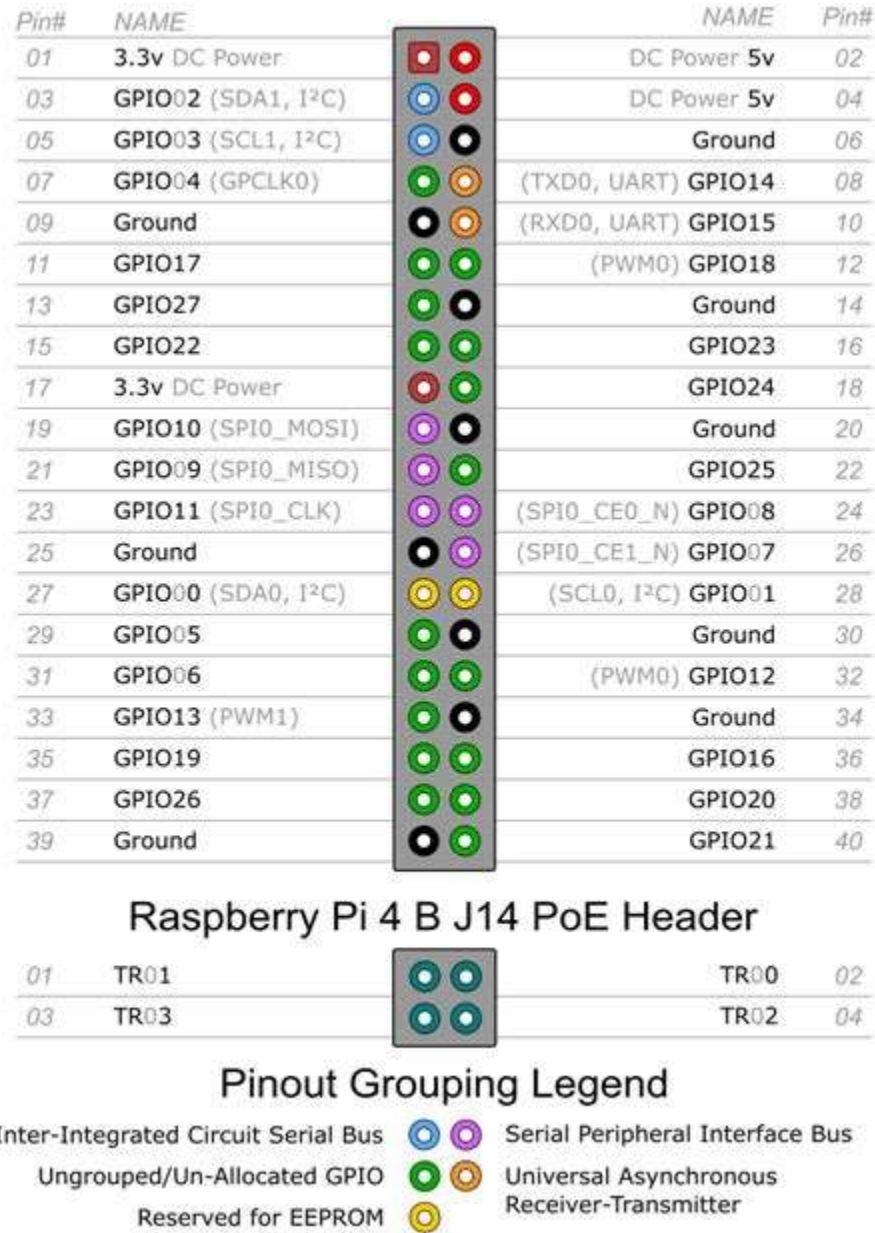 Pin# NAME NAME Pin#
01 3.3v DC Power DC Power 5v 02
03 GPIO02 (SDA1, I²C) DC Power 5v 04
05 GPIO03 (SCL1, I²C) Ground 06
07 GPIO04 (GPCLK0) (TXD0, UART) GPIO14 08
09 Ground (RXD0, UART) GPIO15 10
11 GPIO17 (PWM0) GPIO18 12
13 GPIO27 Ground 14
15 GPIO22 GPIO23 16
17 3.3v DC Power GPIO24 18
19 GPIO10 (SPI0_MOSI) Ground 20
21 GPIO09 (SPI0_MISO) GPIO25 22
23 GPIO11 (SPI0_CLK) (SPI0_CE0_N) GPIO08 24
25 Ground (SPI0_CE1_N) GPIO07 26
27 GPIO00 (SDA0, I²C) (SCL0, I²C) GPIO01 28
29 GPIO05 Ground 30
31 GPIO06 (PWM0) GPIO12 32
33 GPIO13 (PWM1) Ground 34
35 GPIO19 GPIO16 36
37 GPIO26 GPIO20 38
39 Ground GPIO21 40
Raspberry Pi 4 B J14 PoE Header
01 TR01 TR00 02
03 TR03 TR02 04
Pinout Grouping Legend
Inter-Integrated Circuit Serial Bus Serial Peripheral Interface Bus
Ungrouped/Un-Allocated GPIO Universal Asynchronous
Receiver-Transmitter
Reserved for EEPROM